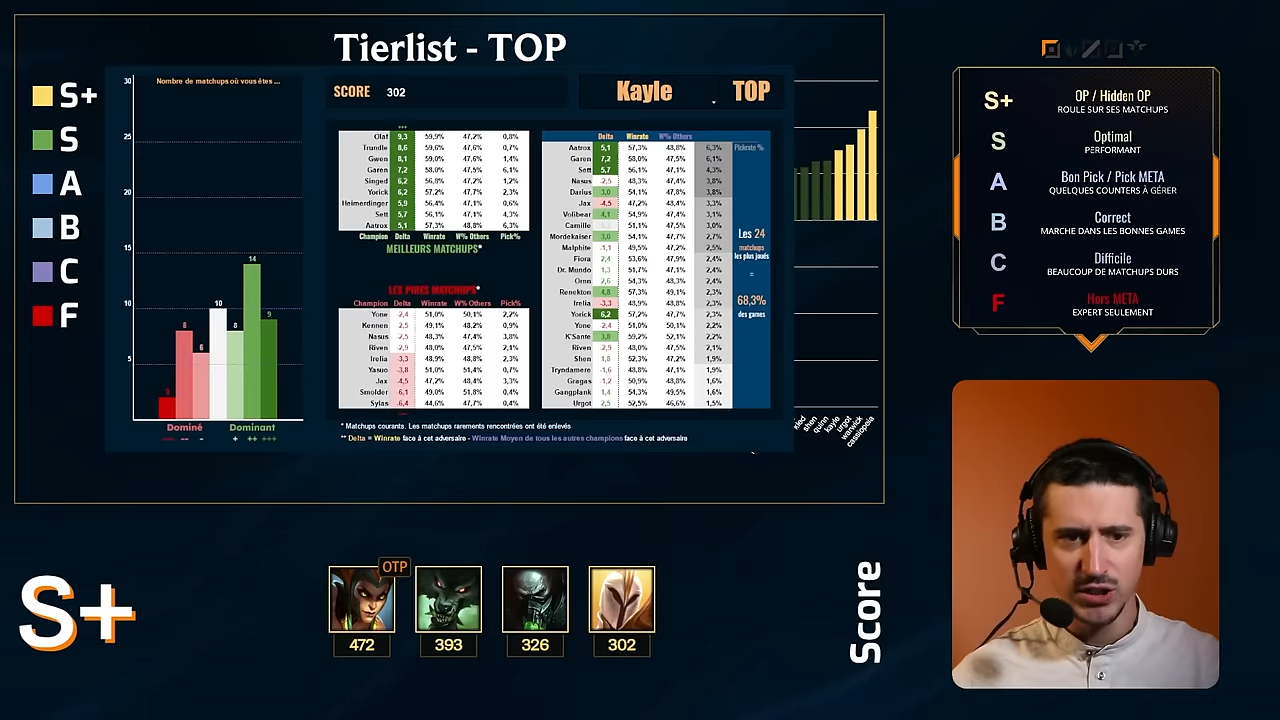 Tierlist - TOP
S+
S
A
B
C
F
30
25
20
15
10
5
Nombre de matchups où vous êtes ...
8
6
10
8
14
9
Dominé
Dominant
--- -- - + ++ +++
SCORE 302
Kayle TOP
Olaf 9,3 59,9% 47,2% 0,8%
Trundle 8,6 59,6% 47,6% 0,7%
Gwen 8,1 59,0% 47,6% 1,4%
Garen 7,2 58,0% 47,5% 6,1%
Singed 6,2 56,8% 47,2% 1,2%
Yorick 6,2 57,2% 47,7% 2,3%
Heimerdinger 5,9 56,4% 47,1% 0,6%
Sett 5,7 56,1% 47,1% 4,3%
Aatrox 5,1 57,3% 48,8% 6,3%
Champion Delta Winrate W% Others Pick%
MEILLEURS MATCHUPS*
LES PIRES MATCHUPS*
Champion Delta Winrate W% Others Pick%
Yone -2,4 51,0% 50,1% 2,2%
Kennen -2,5 49,1% 48,2% 0,9%
Nasus -2,5 48,3% 47,4% 3,8%
Riven -2,9 48,0% 47,5% 2,1%
Irelia -3,3 48,9% 48,8% 2,3%
Yasuo -3,8 51,0% 51,4% 0,7%
Jax -4,5 47,2% 48,4% 3,3%
Smolder -6,1 49,0% 51,8% 0,4%
Sylas -6,4 44,6% 47,7% 0,4%
Delta Winrate W% Others
Pickrate %
Aatrox 5,1 57,3% 48,8% 6,3%
Garen 7,2 58,0% 47,5% 6,1%
Sett 5,7 56,1% 47,1% 4,3%
Nasus -2,5 48,3% 47,4% 3,8%
Darius 3,0 54,0% 47,8% 3,8%
Jax -4,5 47,2% 48,4% 3,3%
Volibear 4,1 54,9% 47,4% 3,1%
Camille 51,1% 47,5% 3,0%
Mordekaiser 3,0 54,1% 47,7% 2,7%
Malphite -1,1 49,5% 47,2% 2,5%
Fiora 2,4 53,6% 47,9% 2,4%
Dr. Mundo 1,3 51,7% 47,1% 2,4%
Ornn 2,6 54,5% 48,3% 2,4%
Renekton 4,8 57,3% 49,1% 2,3%
Irelia -3,3 48,9% 48,8% 2,3%
Yorick 6,2 57,2% 47,7% 2,3%
Yone -2,4 51,0% 50,1% 2,2%
K'Sante 3,8 59,2% 52,1% 2,2%
Riven -2,9 48,0% 47,5% 2,1%
Shen 1,8 52,3% 47,2% 1,9%
Tryndamere -1,6 48,8% 47,1% 1,9%
Gragas -1,2 50,9% 48,8% 1,6%
Gangplank 1,4 54,3% 49,5% 1,6%
Urgot 2,5 52,5% 46,6% 1,5%
Les 24
matchups
les plus joués
=
68,3%
des games
* Matchups courants. Les matchups rarements rencontrées ont été enlevés
** Delta = Winrate face à cet adversaire - Winrate Moyen de tous les autres champions face à cet adversaire
shen
quinn
kayle
urgot
warwick
cassiopeia
S+
OTP
472
393
326
302
Score
S+ OP / Hidden OP
ROULE SUR SES MATCHUPS
S Optimal
PERFORMANT
A Bon Pick / Pick META
QUELQUES COUNTERS À GÉRER
B Correct
MARCHE DANS LES BONNES GAMES
C Difficile
BEAUCOUP DE MATCHUPS DURS
F Hors META
EXPERT SEULEMENT